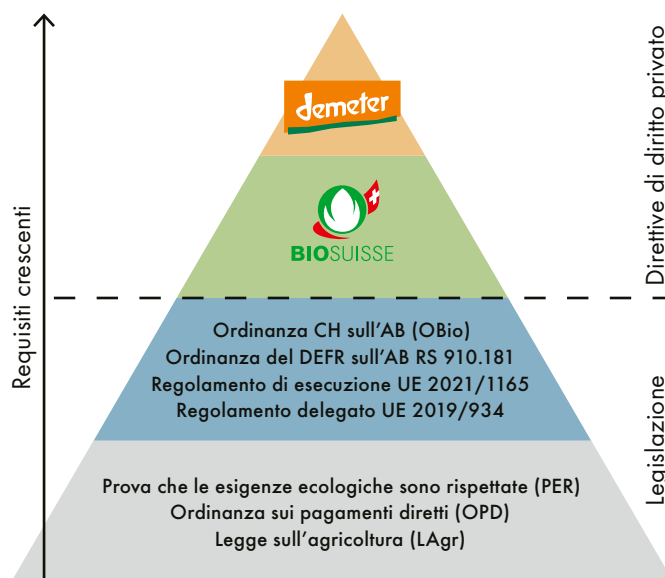 demeter
BIOSUISSE
Ordinanza CH sull’AB (OBio)
Ordinanza del DEFR sull’AB RS 910.181
Regolamento di esecuzione UE 2021/1165
Regolamento delegato UE 2019/934
Prova che le esigenze ecologiche sono rispettate (PER)
Ordinanza sui pagamenti diretti (OPD)
Legge sull’agricoltura (LAgr)
Requisiti crescenti
Direttive di diritto privato
Legislazione